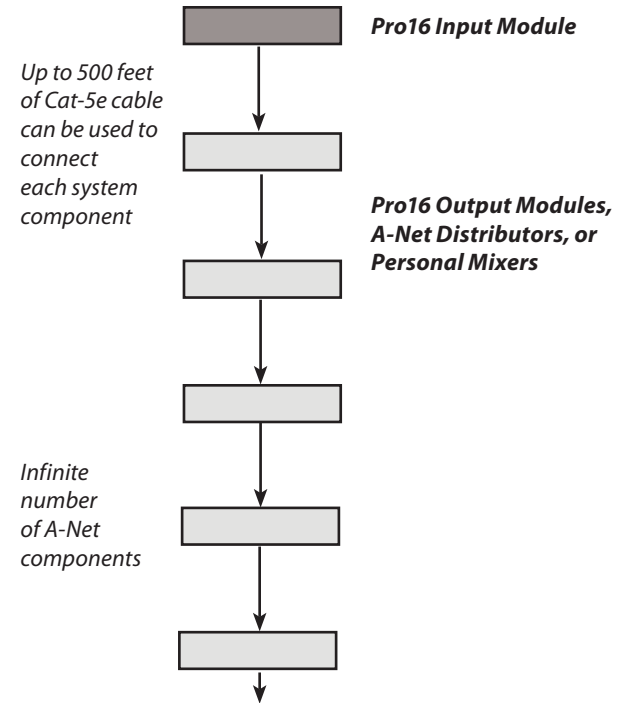 Pro16 Input Module
Up to 500 feet
of Cat-5e cable
can be used to
connect
each system
component
Pro16 Output Modules,
A-Net Distributors, or
Personal Mixers
Infinite
number
of A-Net
components